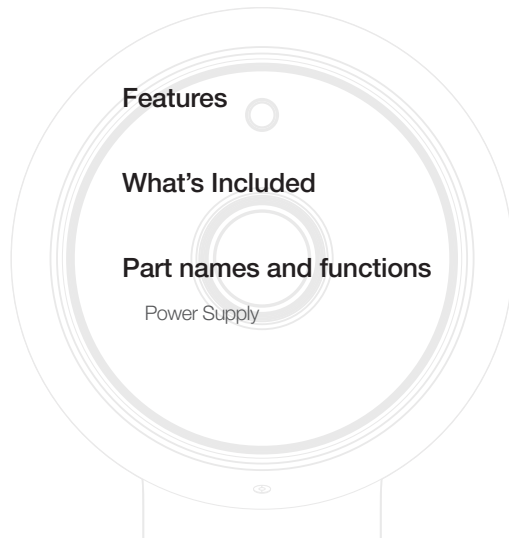 Features
What’s Included
Part names and functions
Power Supply